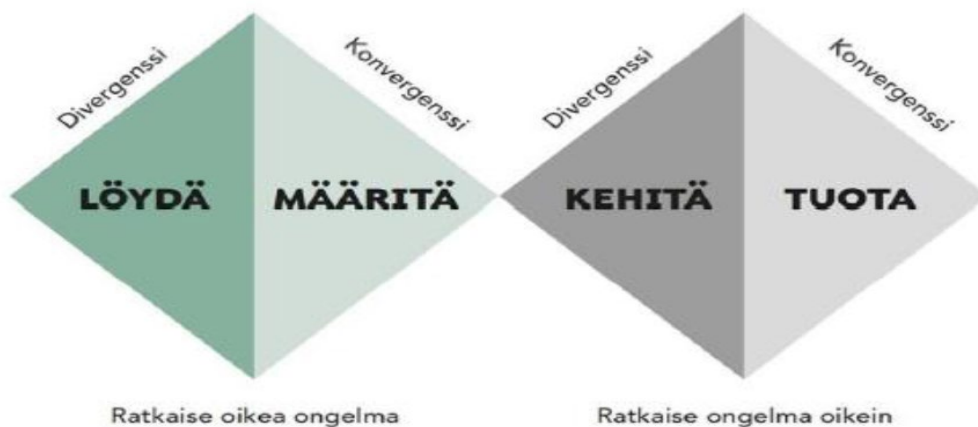 Divergenssi
Konvergenssi
Divergenssi
Konvergenssi
LÖYDÄ
MÄÄRITÄ
KEHITÄ
TUOTA
Ratkaise oikea ongelma
Ratkaise ongelma oikein